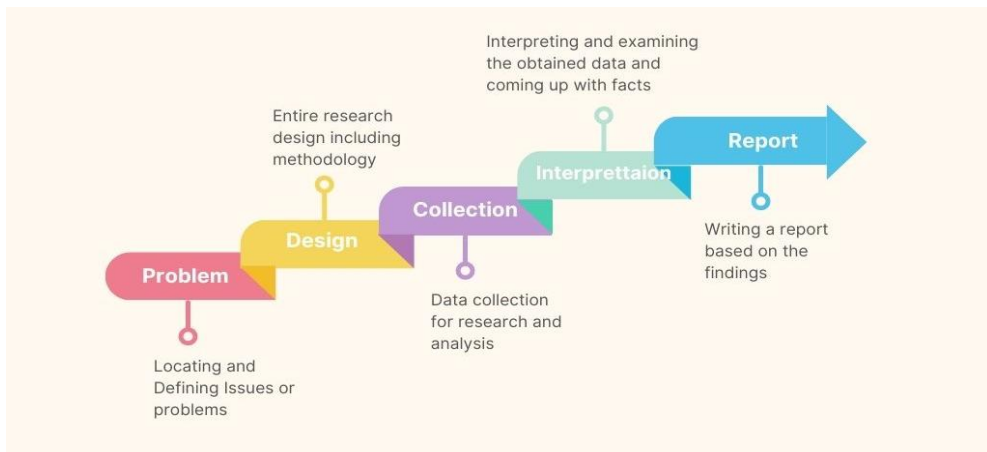 Problem
Locating and
Defining Issues or
problems
Entire research
design including
methodology
Design
Collection
Data collection
for research and
analysis
Interpreting and examining
the obtained data and
coming up with facts
Interprettaion
Report
Writing a report
based on the
findings